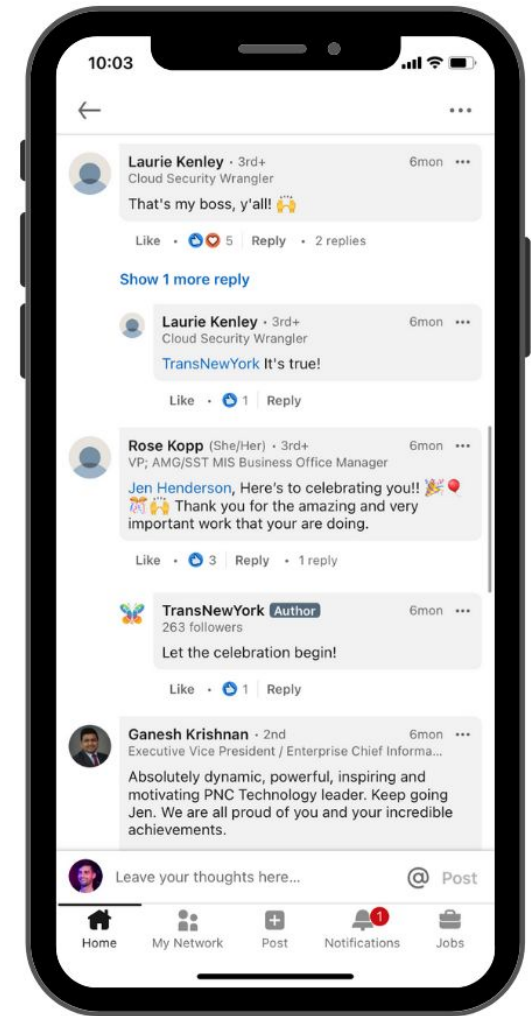 10:03
Laurie Kenley · 3rd+ 6mon
Cloud Security Wrangler
That's my boss, y'all! 🙌
Like · 5 Reply · 2 replies
Show 1 more reply
Laurie Kenley · 3rd+ 6mon
Cloud Security Wrangler
TransNewYork It's true!
Like · 1 Reply
Rose Kopp (She/Her) · 3rd+ 6mon
VP; AMG/SST MIS Business Office Manager
Jen Henderson, Here's to celebrating you!! 🎉🎈
🎊🙌 Thank you for the amazing and very
important work that your are doing.
Like · 3 Reply · 1 reply
TransNewYork Author 6mon
263 followers
Let the celebration begin!
Like · 1 Reply
Ganesh Krishnan · 2nd 6mon
Executive Vice President / Enterprise Chief Informa...
Absolutely dynamic, powerful, inspiring and
motivating PNC Technology leader. Keep going
Jen. We are all proud of you and your incredible
achievements.
Leave your thoughts here... @ Post
1
Home My Network Post Notifications Jobs